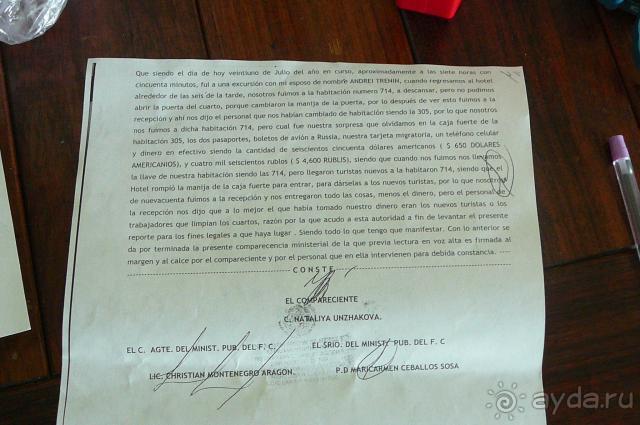 Que siendo el día de hoy veintiuno de Julio del año en curso, aproximadamente a las siete horas con
cincuenta minutos, fui a una excursión con mi esposo de nombre ANDREI TRENIN, cuando regresamos al hotel
alrededor de las seis de la tarde, nosotros fuimos a la habitación numero 714, a descansar, pero no pudimos
abrir la puerta del cuarto, porque cambiaron la manija de la puerta, por lo después de ver esto fuimos a la
recepción y ahí nos dijo el personal que nos habían cambiado de habitación siendo la 305, por lo que nosotros
nos fuimos a dicha habitación 714, pero cual fue nuestra sorpresa que olvidamos en la caja fuerte de la
habitación 305, los dos pasaportes, boletos de avión a Russia, nuestra tarjeta migratoria, un teléfono celular
y dinero en efectivo siendo la cantidad de seiscientos cincuenta dólares americanos ( $ 650 DOLARES
AMERICANOS), y cuatro mil seiscientos rublos ( $ 4,600 RUBLIS), siendo que cuando nos fuimos nos llevamos
la llave de nuestra habitación siendo las 714, pero llegaron turistas nuevos a la habitaron 714, siendo que el
Hotel rompió la manija de la caja fuerte para entrar, para dárselas a los nuevos turistas, por lo que nosotros
de nuevacuenta fuimos a la recepción y nos entregaron todo las cosas, menos el dinero, pero el personal de
la recepción nos dijo que a lo mejor el que había tomado nuestro dinero eran los nuevos turistas o los
trabajadores que limpian los cuartos, razón por la que acudo a esta autoridad a fin de levantar el presente
reporte para los fines legales a que haya lugar . Siendo todo lo que tengo que manifestar. Con lo anterior se
da por terminada la presente comparecencia ministerial de la que previa lectura en voz alta es firmada al
margen y al calce por el compareciente y por el personal que en ella intervienen para debida constancia. ----
---------------------------------------- C O N S T E ----------------------------------------
EL COMPARECIENTE
C. NATALIYA UNZHAKOVA.
EL C. AGTE. DEL MINIST. PUB. DEL F. C. EL SRIO. DEL MINIST. PUB. DEL F. C
LIC. CHRISTIAN MONTENEGRO ARAGON. P.D MARICARMEN CEBALLOS SOSA
ayda.ru